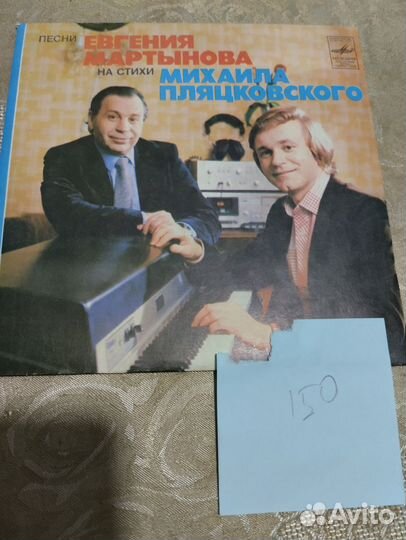 ПЕСНИ
ЕВГЕНИЯ
МАРТЫНОВА
НА СТИХИ
МИХАИЛА
ПЛЯЦКОВСКОГО
150
Avito